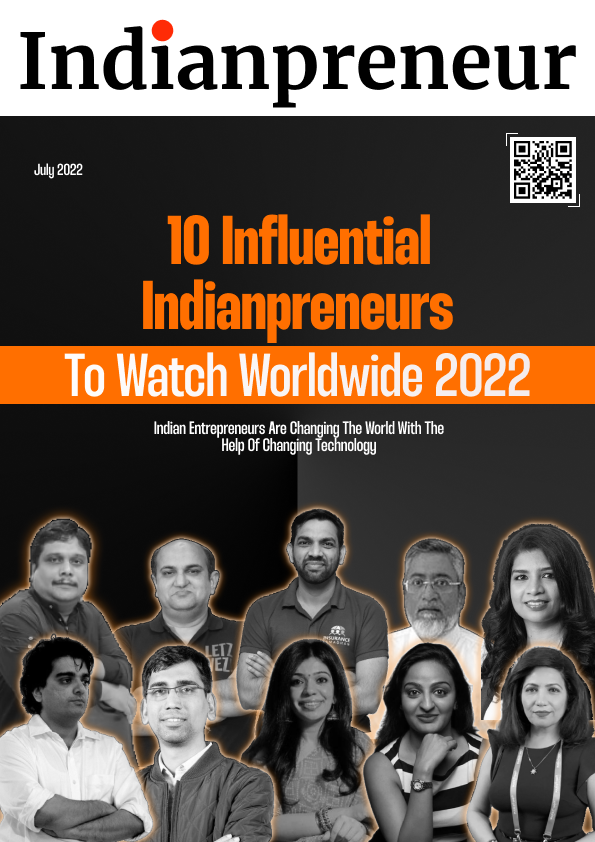 Indianpreneur
July 2022
10 Influential
Indianpreneurs
To Watch Worldwide 2022
Indian Entrepreneurs Are Changing The World With The
Help Of Changing Technology
INSURANCE